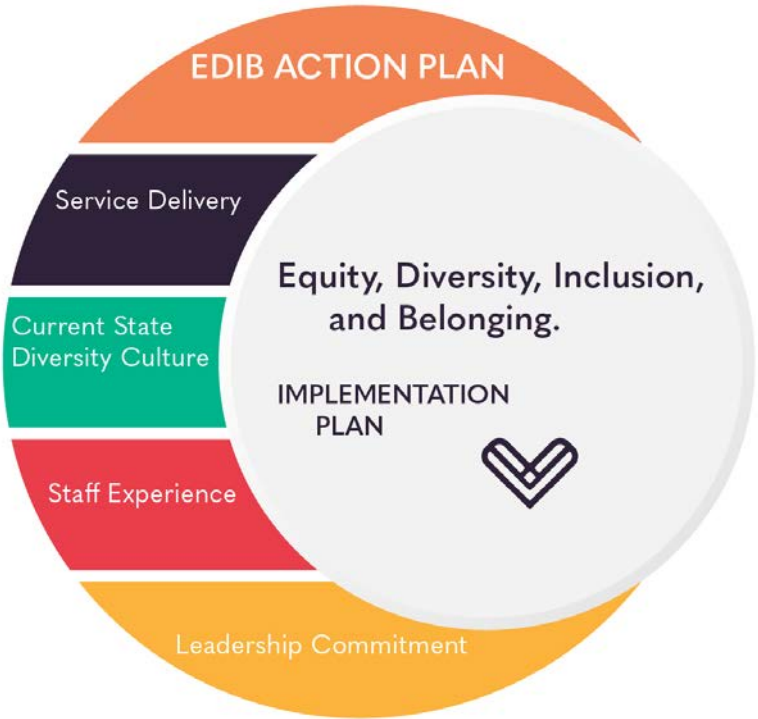 EDIB ACTION PLAN
Service Delivery
Current State
Diversity Culture
Staff Experience
Leadership Commitment
Equity, Diversity, Inclusion,
and Belonging.
IMPLEMENTATION
PLAN